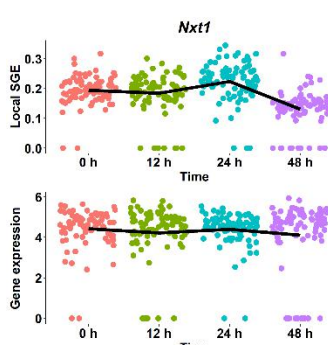 Nxt1
Local SGE
0.3
0.2
0.1
0.0
0 h 12 h 24 h 48 h
Time
Gene expression
6
4
2
0
0 h 12 h 24 h 48 h